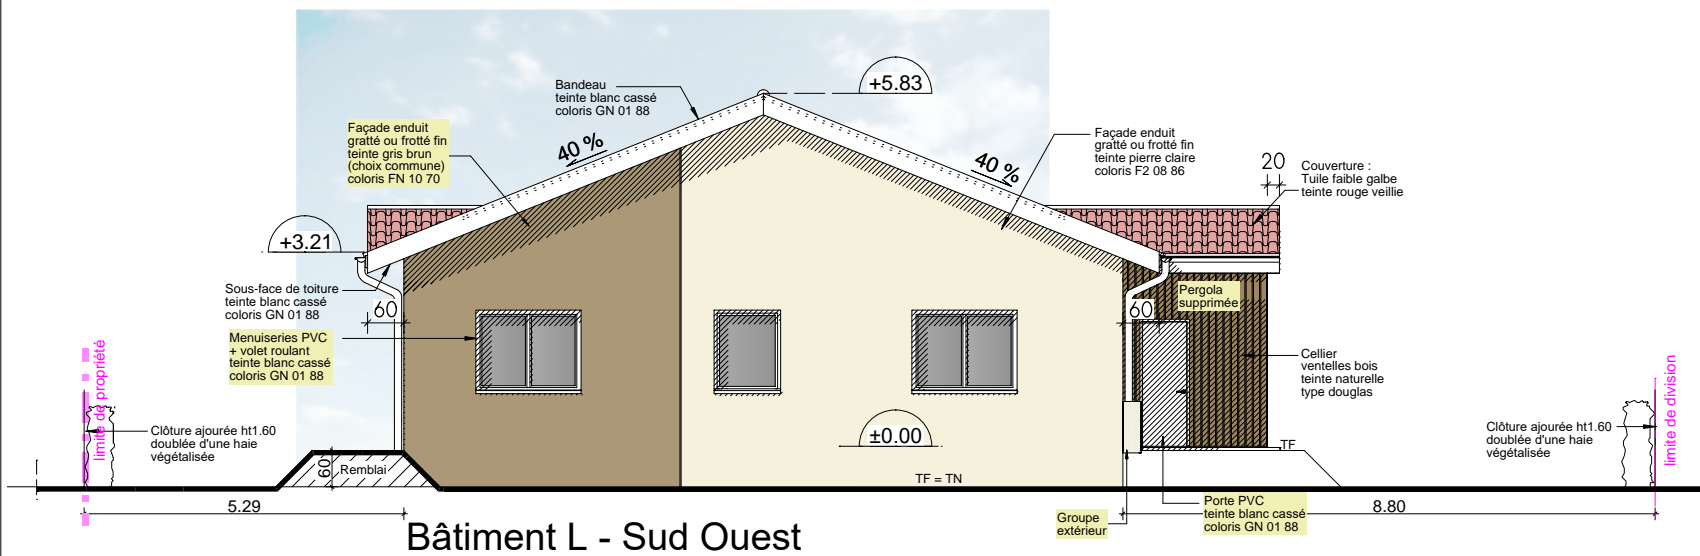 +5.83
Bandeau
teinte blanc cassé
coloris GN 01 88
Façade enduit
gratté ou frotté fin
teinte gris brun
(choix commune)
coloris FN 10 70
40 %
40 %
Façade enduit
gratté ou frotté fin
teinte pierre claire
coloris F2 08 86
20
Couverture :
Tuile faible galbe
teinte rouge veillie
+3.21
Sous-face de toiture
teinte blanc cassé
coloris GN 01 88
60
60
Pergola
supprimée
Menuiseries PVC
+ volet roulant
teinte blanc cassé
coloris GN 01 88
Cellier
ventelles bois
teinte naturelle
type douglas
limite de propriété
limite de division
Clôture ajourée ht1.60
doublée d'une haie
végétalisée
±0.00
Clôture ajourée ht1.60
doublée d'une haie
végétalisée
TF
60
Remblai
TF = TN
5.29
Groupe
extérieur
Porte PVC
teinte blanc cassé
coloris GN 01 88
8.80
Bâtiment L - Sud Ouest